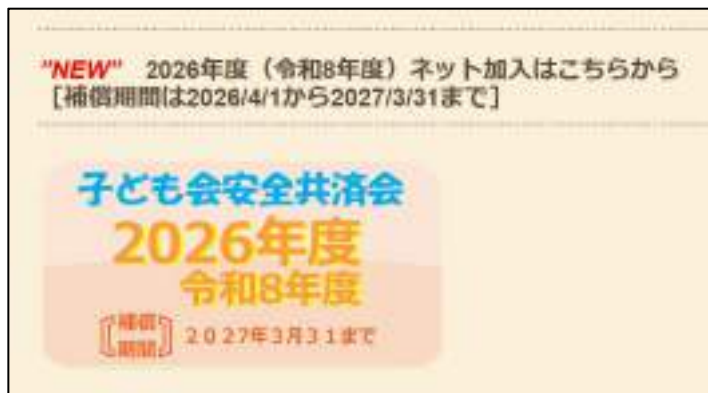 "NEW" 2026年度（令和8年度）ネット加入はこちらから
［補償期間は2026/4/1から2027/3/31まで］
子ども会安全共済会
2026年度
令和8年度
［補償期間］2027年3月31まで